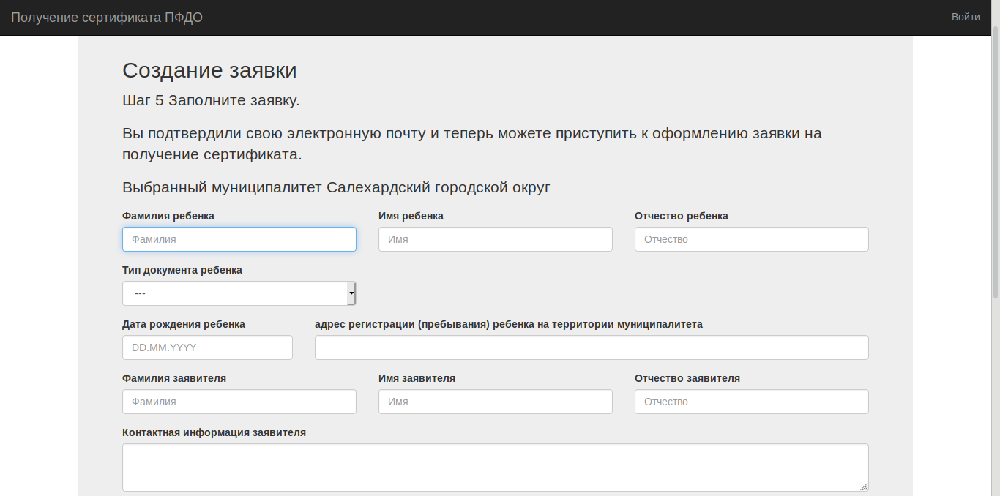 Получение сертификата ПФДО
Войти
Создание заявки
Шаг 5 Заполните заявку.
Вы подтвердили свою электронную почту и теперь можете приступить к оформлению заявки на
получение сертификата.
Выбранный муниципалитет Салехардский городской округ
Фамилия ребенка
Имя ребенка
Отчество ребенка
Фамилия
Имя
Отчество
Тип документа ребенка
---
Дата рождения ребенка
адрес регистрации (пребывания) ребенка на территории муниципалитета
DD.MM.YYYY
Фамилия заявителя
Имя заявителя
Отчество заявителя
Фамилия
Имя
Отчество
Контактная информация заявителя